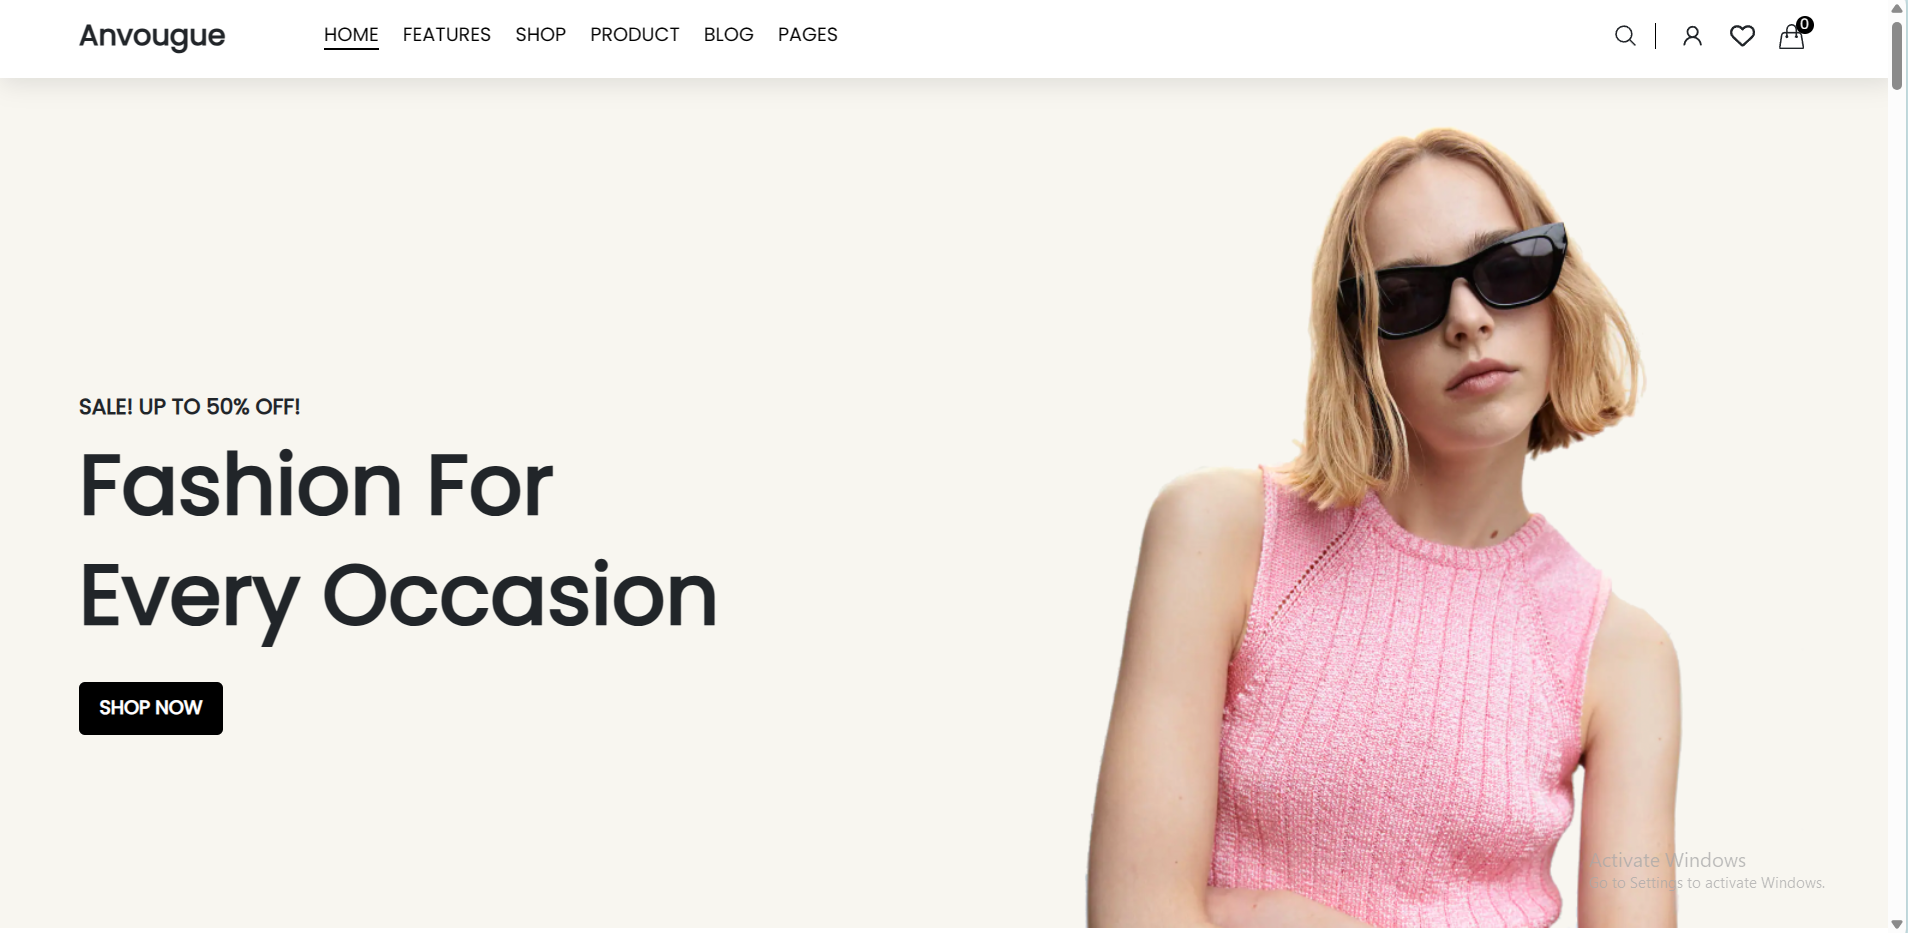 Anvougue
HOME FEATURES SHOP PRODUCT BLOG PAGES
0
SALE! UP TO 50% OFF!
Fashion For
Every Occasion
SHOP NOW
Activate Windows
Go to Settings to activate Windows.